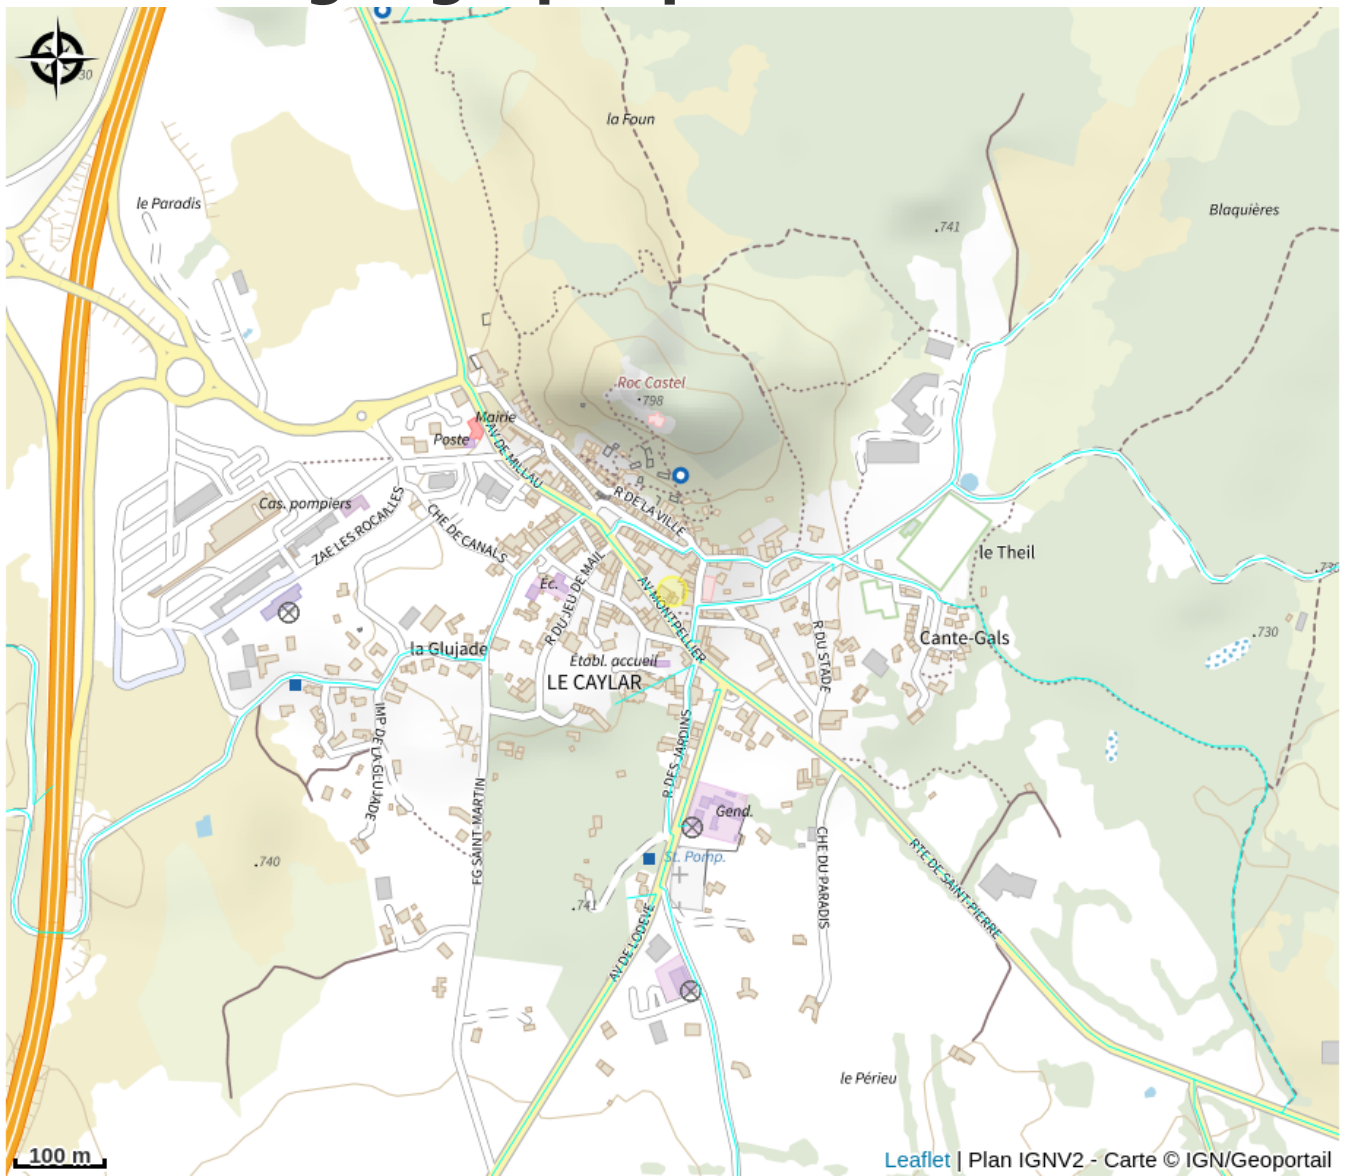 30
la Foun
le Paradis
Blaquières
.741
Roc Castel
.798
Mairie
Poste
AV DE MILLAU
R DE LA VILLE
Cas. pompiers
ZAE LES ROCAILLES
CHE DE CANALS
le Theil
730
Éc.
R DU JEU DE MAIL
AV MONTPELLIER
R DU STADE
Cante-Gals
.730
la Glujade
Établ. accueil
LE CAYLAR
IMP DE LA GLUJADE
R DES JARDINS
FG SAINT-MARTIN
Gend.
St. Pomp.
CHE DU PARADIS
RTE DE SAINT-PIERRE
.740
.741
AV DE LODEVE
le Périeu
100 m
Leaflet | Plan IGNV2 - Carte © IGN/Geoportail